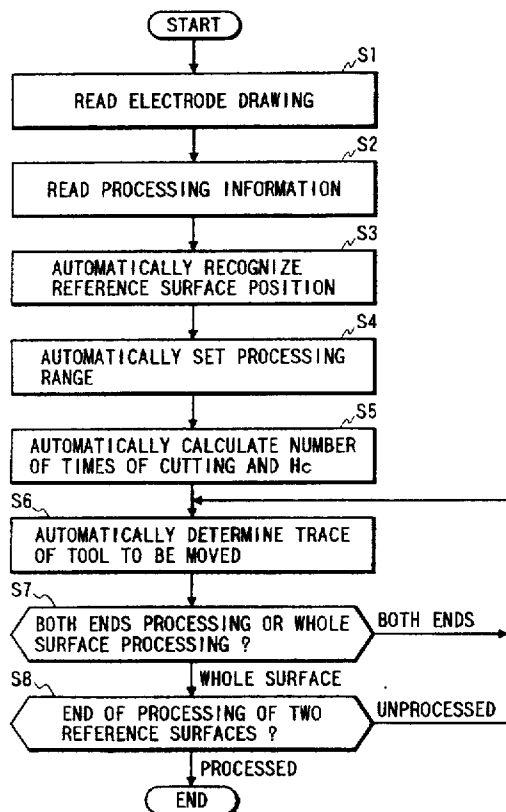 START
S1
READ ELECTRODE DRAWING
S2
READ PROCESSING INFORMATION
S3
AUTOMATICALLY RECOGNIZE
REFERENCE SURFACE POSITION
S4
AUTOMATICALLY SET PROCESSING
RANGE
S5
AUTOMATICALLY CALCULATE NUMBER
OF TIMES OF CUTTING AND Hc
S6
AUTOMATICALLY DETERMINE TRACE
OF TOOL TO BE MOVED
S7
BOTH ENDS PROCESSING OR WHOLE
SURFACE PROCESSING ?
BOTH ENDS
WHOLE SURFACE
S8
END OF PROCESSING OF TWO
REFERENCE SURFACES ?
UNPROCESSED
PROCESSED
END